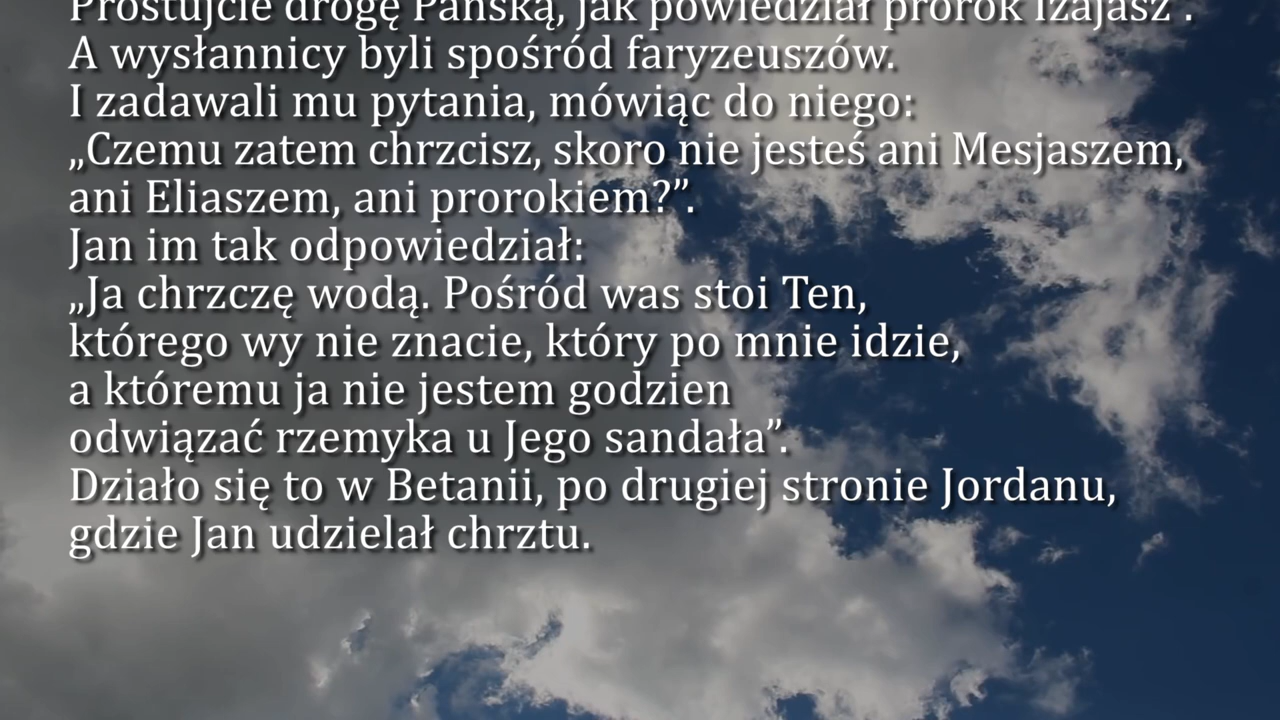 Prostujcie drogę Pańską, jak powiedział prorok Izajasz”.
A wysłannicy byli spośród faryzeuszów.
I zadawali mu pytania, mówiąc do niego:
„Czemu zatem chrzcisz, skoro nie jesteś ani Mesjaszem,
ani Eliaszem, ani prorokiem?”.
Jan im tak odpowiedział:
„Ja chrzczę wodą. Pośród was stoi Ten,
którego wy nie znacie, który po mnie idzie,
a któremu ja nie jestem godzien
odwiązać rzemyka u Jego sandała”.
Działo się to w Betanii, po drugiej stronie Jordanu,
gdzie Jan udzielał chrztu.